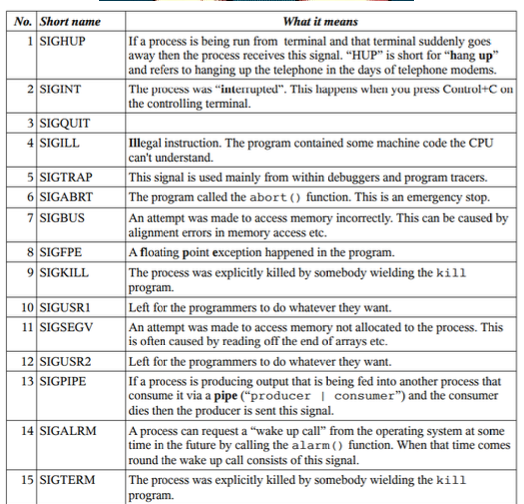 No. Short name What it means
1 SIGHUP If a process is being run from terminal and that terminal suddenly goes
away then the process receives this signal. “HUP” is short for “hang up”
and refers to hanging up the telephone in the days of telephone modems.
2 SIGINT The process was “interrupted”. This happens when you press Control+C on
the controlling terminal.
3 SIGQUIT
4 SIGILL Illegal instruction. The program contained some machine code the CPU
can't understand.
5 SIGTRAP This signal is used mainly from within debuggers and program tracers.
6 SIGABRT The program called the abort() function. This is an emergency stop.
7 SIGBUS An attempt was made to access memory incorrectly. This can be caused by
alignment errors in memory access etc.
8 SIGFPE A floating point exception happened in the program.
9 SIGKILL The process was explicitly killed by somebody wielding the kill
program.
10 SIGUSR1 Left for the programmers to do whatever they want.
11 SIGSEGV An attempt was made to access memory not allocated to the process. This
is often caused by reading off the end of arrays etc.
12 SIGUSR2 Left for the programmers to do whatever they want.
13 SIGPIPE If a process is producing output that is being fed into another process that
consume it via a pipe (“producer | consumer”) and the consumer
dies then the producer is sent this signal.
14 SIGALRM A process can request a “wake up call” from the operating system at some
time in the future by calling the alarm() function. When that time comes
round the wake up call consists of this signal.
15 SIGTERM The process was explicitly killed by somebody wielding the kill
program.